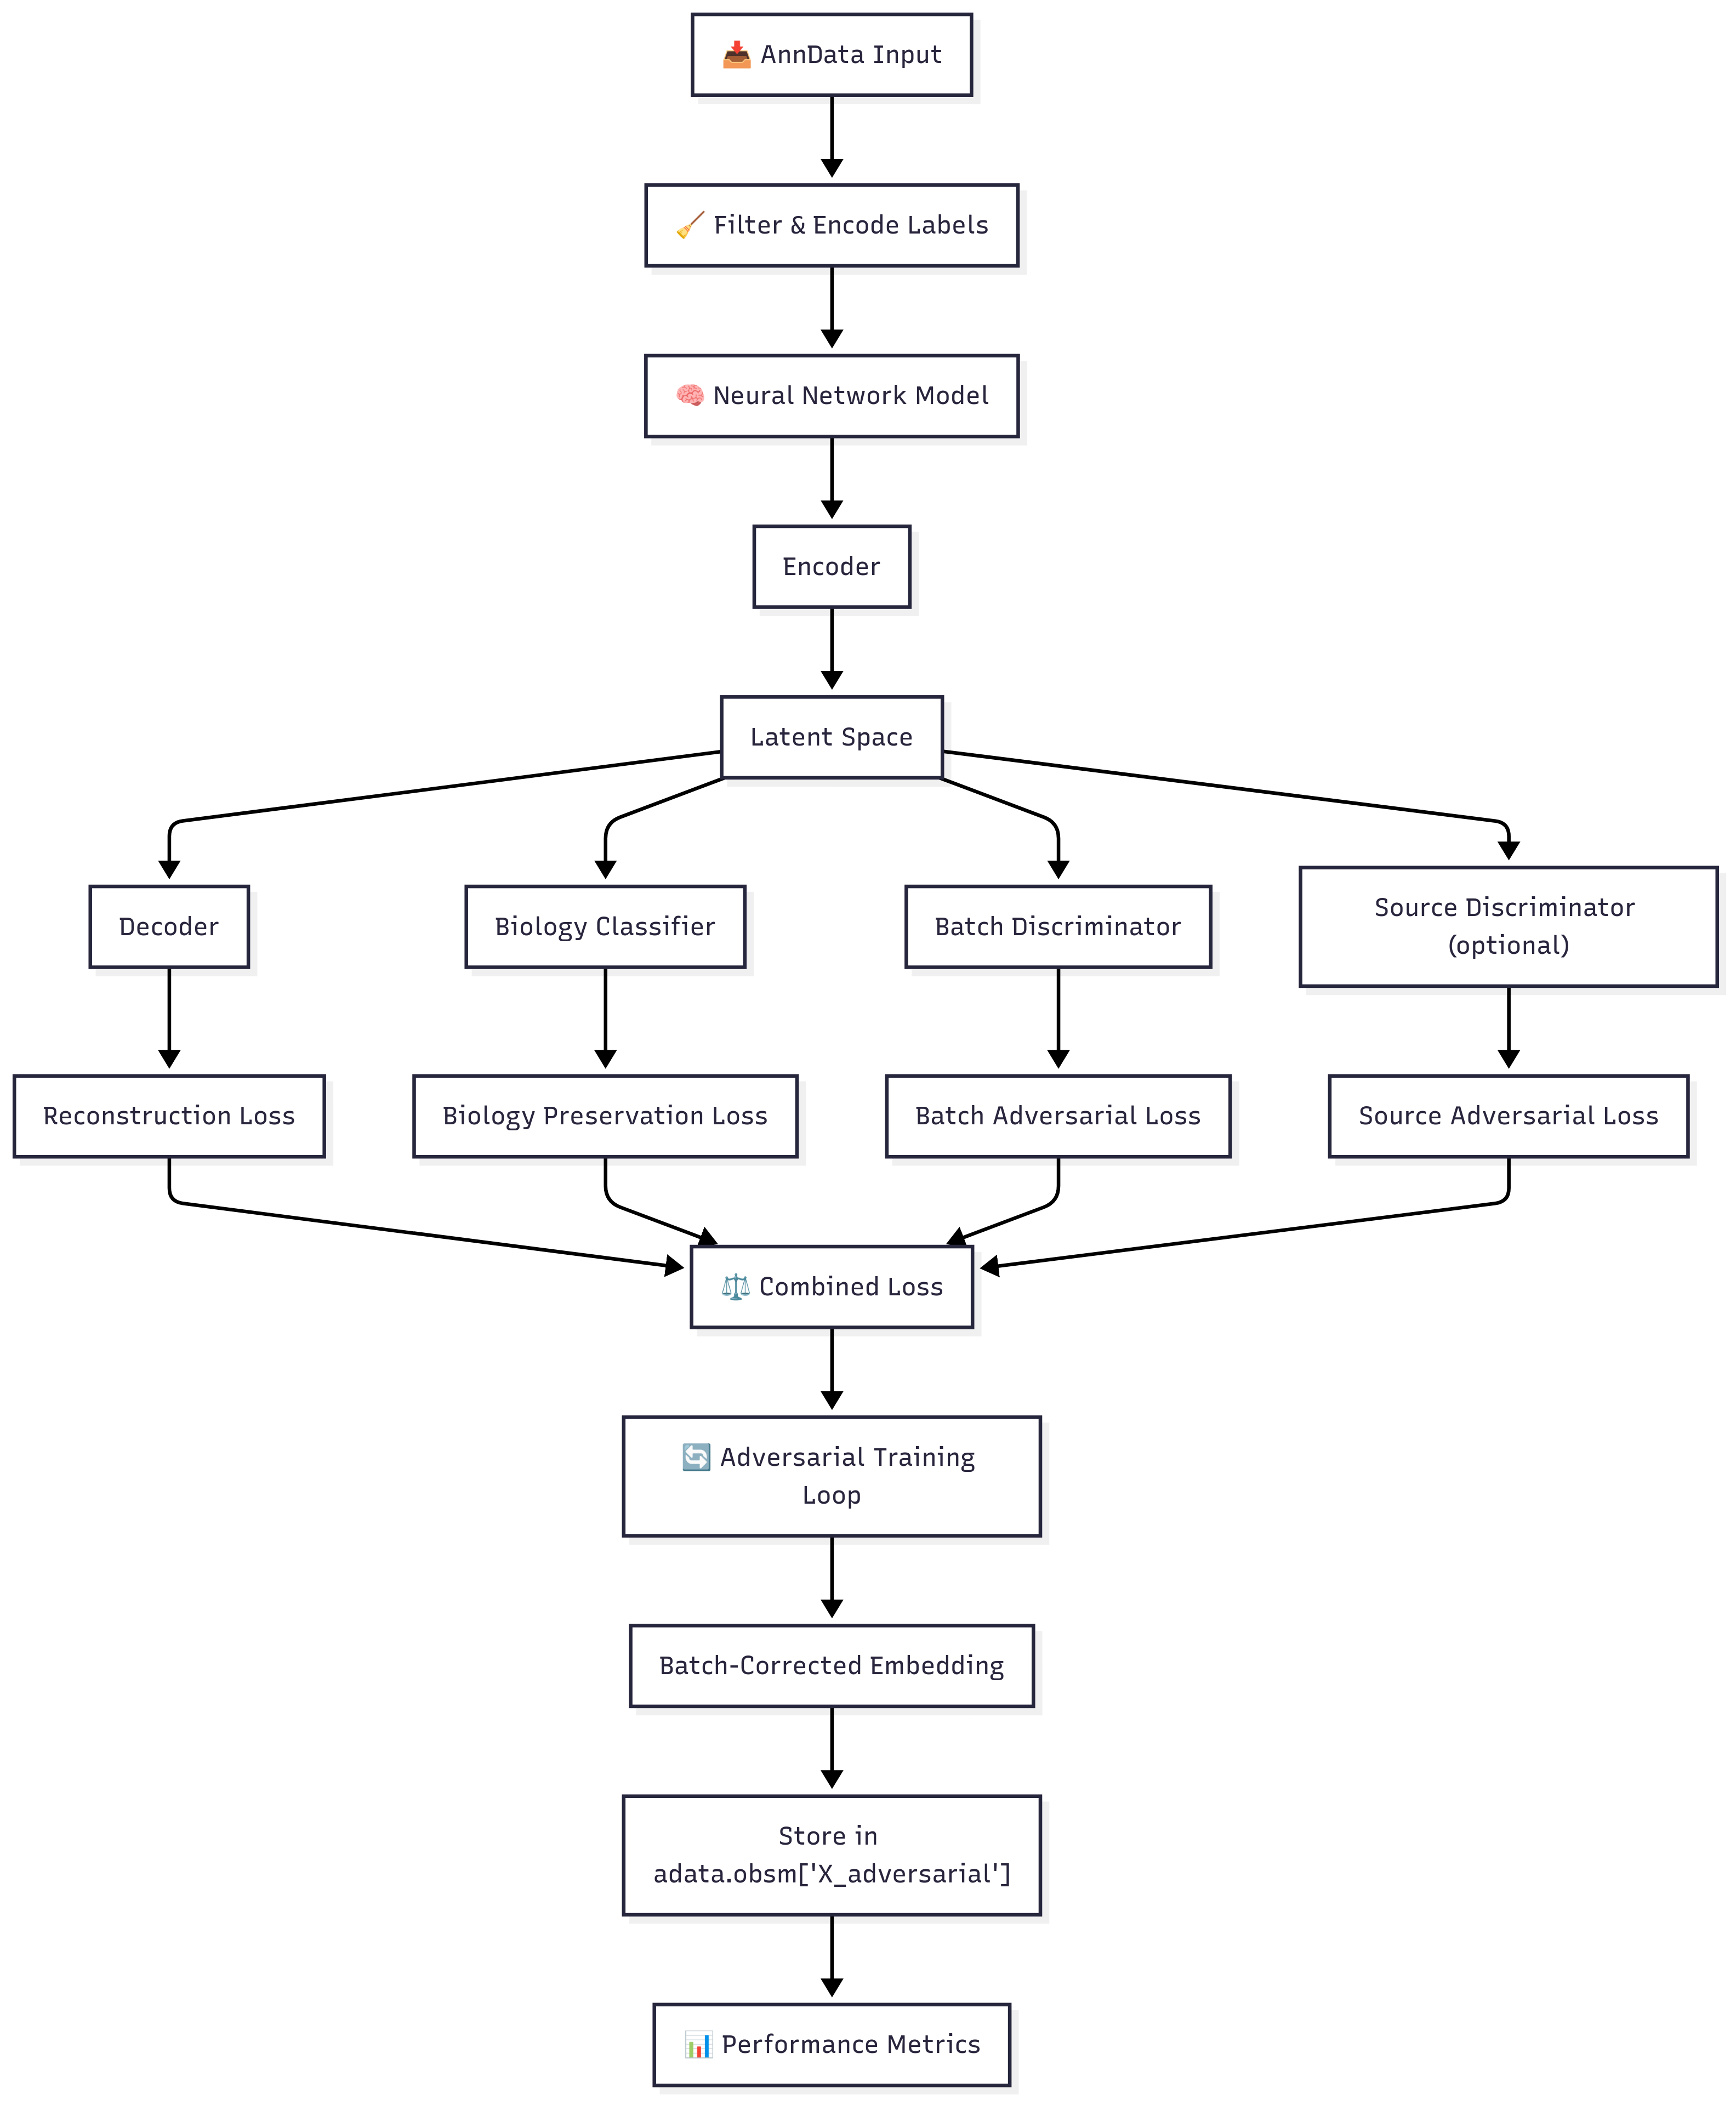 AnnData Input
Filter & Encode Labels
Neural Network Model
Encoder
Latent Space
Decoder
Biology Classifier
Batch Discriminator
Source Discriminator
(optional)
Reconstruction Loss
Biology Preservation Loss
Batch Adversarial Loss
Source Adversarial Loss
Combined Loss
Adversarial Training
Loop
Batch-Corrected Embedding
Store in
adata.obsm['X_adversarial']
Performance Metrics